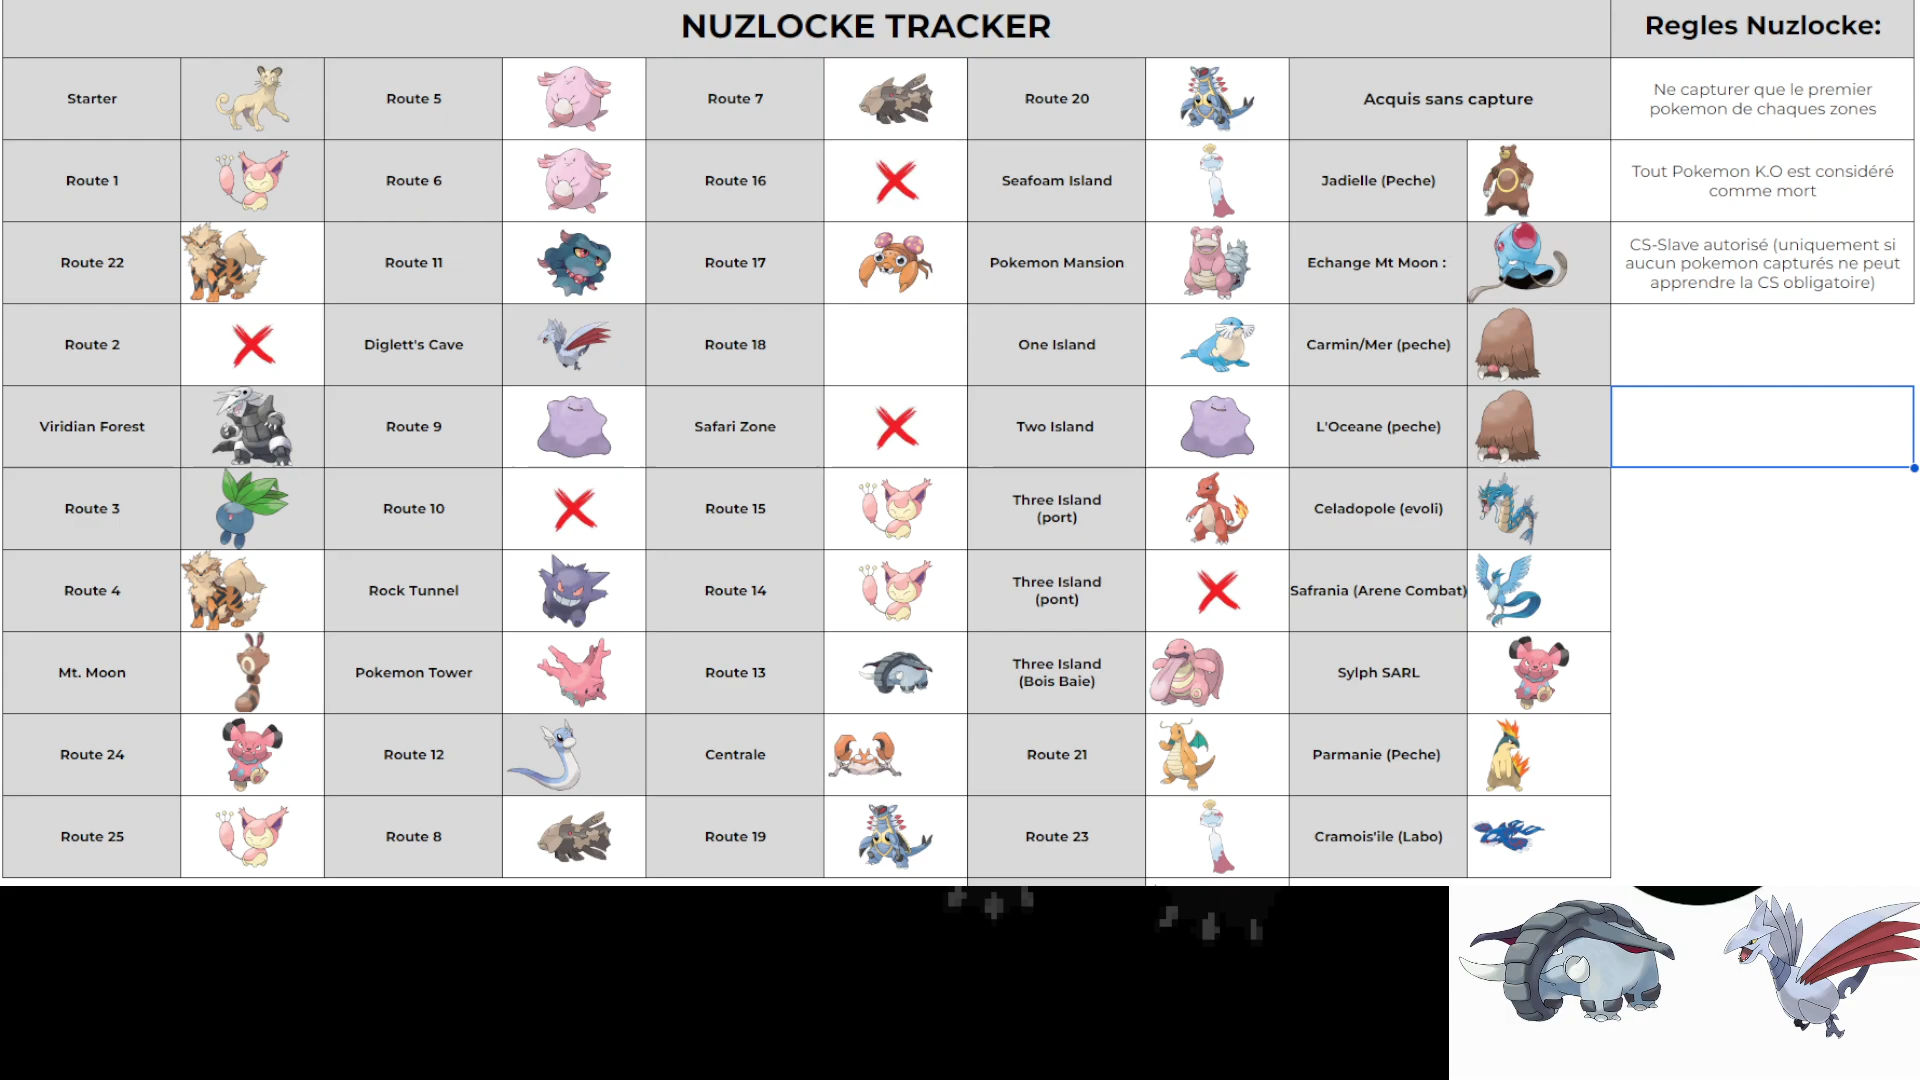 NUZLOCKE TRACKER
Regles Nuzlocke:
Starter
Route 5
Route 7
Route 20
Acquis sans capture
Ne capturer que le premier
pokemon de chaques zones
Route 1
Route 6
Route 16
Seafoam Island
Jadielle (Peche)
Tout Pokemon K.O est considéré
comme mort
Route 22
Route 11
Route 17
Pokemon Mansion
Echange Mt Moon :
CS-Slave autorisé (uniquement si
aucun pokemon capturés ne peut
apprendre la CS obligatoire)
Route 2
Diglett's Cave
Route 18
One Island
Carmin/Mer (peche)
Viridian Forest
Route 9
Safari Zone
Two Island
L'Oceane (peche)
Route 3
Route 10
Route 15
Three Island
(port)
Celadopole (evoli)
Route 4
Rock Tunnel
Route 14
Three Island
(pont)
Safrania (Arene Combat)
Mt. Moon
Pokemon Tower
Route 13
Three Island
(Bois Baie)
Sylph SARL
Route 24
Route 12
Centrale
Route 21
Parmanie (Peche)
Route 25
Route 8
Route 19
Route 23
Cramois'ile (Labo)